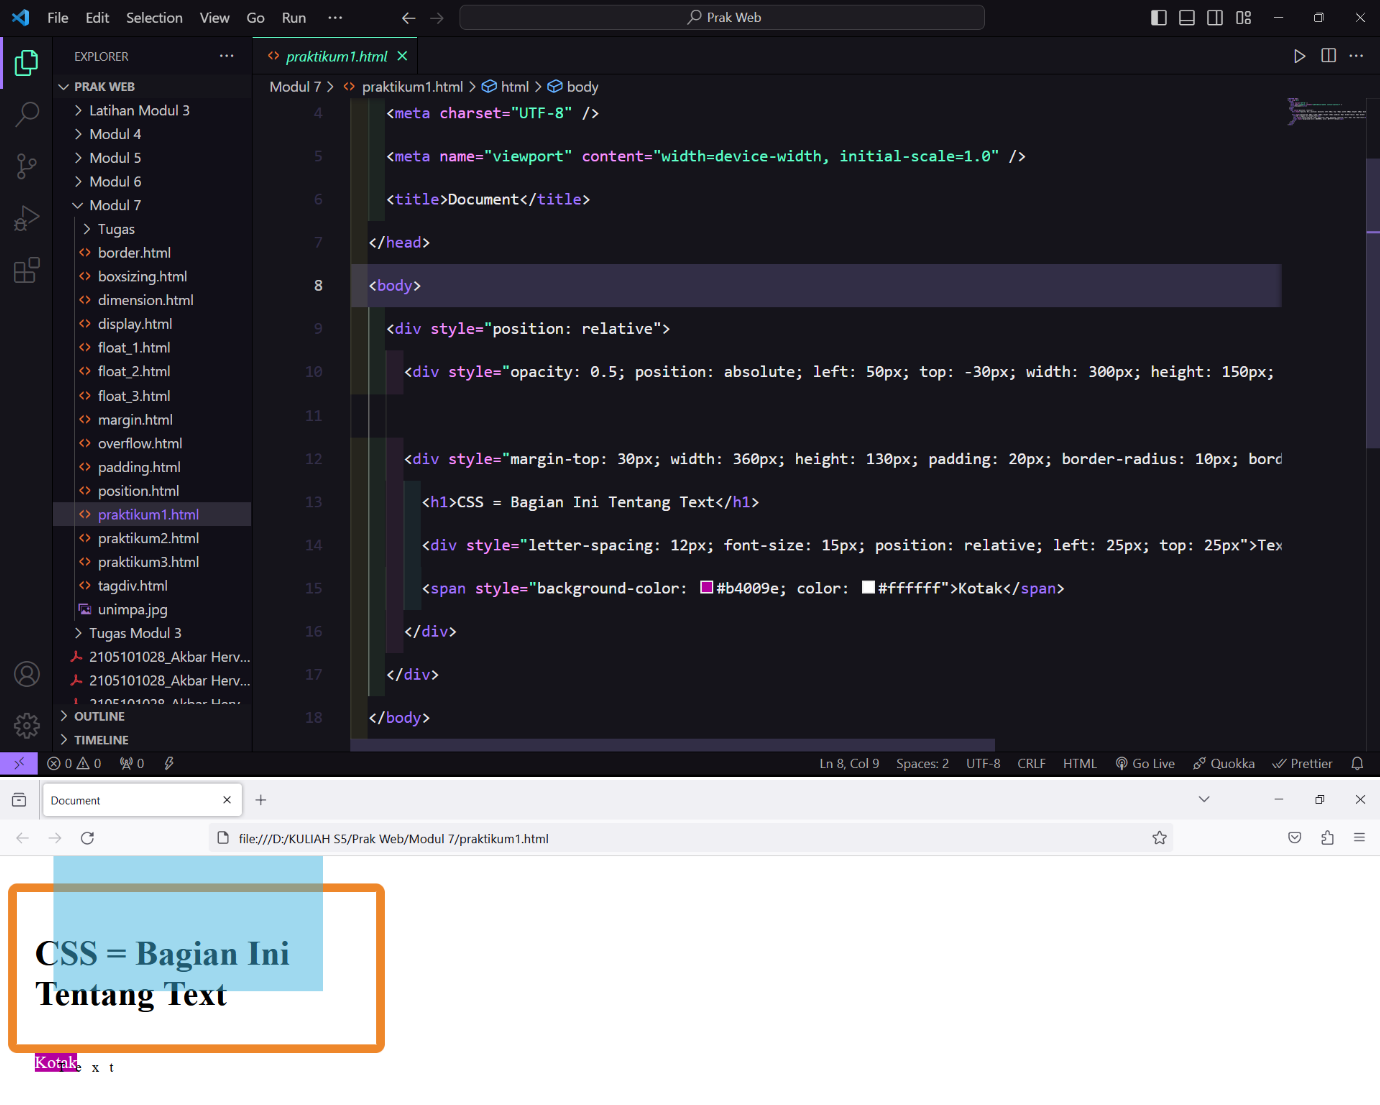 File Edit Selection View Go Run ··· Prak Web
EXPLORER ···
PRAK WEB
Latihan Modul 3
Modul 4
Modul 5
Modul 6
Modul 7
Tugas
border.html
boxsizing.html
dimension.html
display.html
float_1.html
float_2.html
float_3.html
margin.html
overflow.html
padding.html
position.html
praktikum1.html
praktikum2.html
praktikum3.html
tagdiv.html
unimpa.jpg
Tugas Modul 3
2105101028_Akbar Herv...
2105101028_Akbar Herv...
2105101028_Akbar Herv...
OUTLINE
TIMELINE
praktikum1.html
Modul 7 > praktikum1.html > html > body
4 <meta charset="UTF-8" />
5 <meta name="viewport" content="width=device-width, initial-scale=1.0" />
6 <title>Document</title>
7 </head>
8 <body>
9 <div style="position: relative">
10 <div style="opacity: 0.5; position: absolute; left: 50px; top: -30px; width: 300px; height: 150px;
11
12 <div style="margin-top: 30px; width: 360px; height: 130px; padding: 20px; border-radius: 10px; bord
13 <h1>CSS = Bagian Ini Tentang Text</h1>
14 <div style="letter-spacing: 12px; font-size: 15px; position: relative; left: 25px; top: 25px">Tex
15 <span style="background-color: #b4009e; color: #ffffff">Kotak</span>
16 </div>
17 </div>
18 </body>
0 0 0 Ln 8, Col 9 Spaces: 2 UTF-8 CRLF HTML Go Live Quokka Prettier
Document
file:///D:/KULIAH S5/Prak Web/Modul 7/praktikum1.html
CSS = Bagian Ini
Tentang Text
Kotak
Text